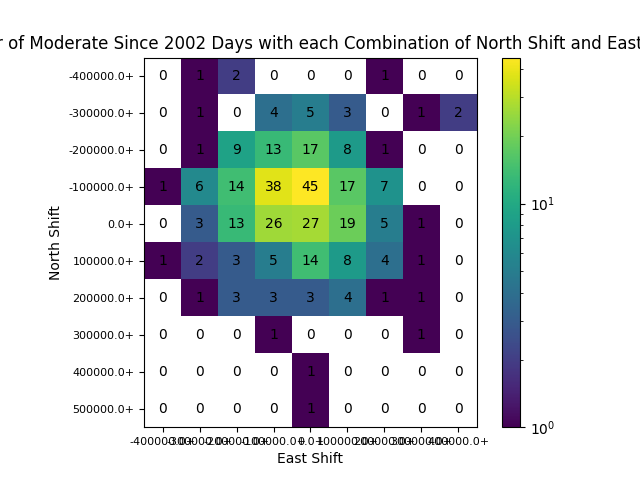 r of Moderate Since 2002 Days with each Combination of North Shift and East
-400000.0+ 0 1 2 0 0 0 1 0 0
-300000.0+ 0 1 0 4 5 3 0 1 2
-200000.0+ 0 1 9 13 17 8 1 0 0
-100000.0+ 1 6 14 38 45 17 7 0 0
0.0+ 0 3 13 26 27 19 5 1 0
100000.0+ 1 2 3 5 14 8 4 1 0
200000.0+ 0 1 3 3 3 4 1 1 0
300000.0+ 0 0 0 1 0 0 0 1 0
400000.0+ 0 0 0 0 1 0 0 0 0
500000.0+ 0 0 0 0 1 0 0 0 0
North Shift
East Shift
10^1
10^0